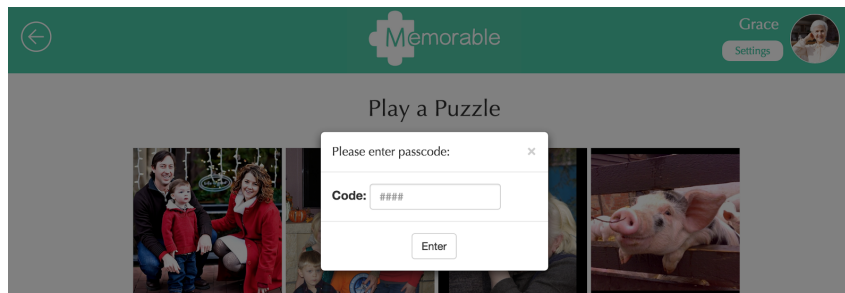 Memorable
Grace
Settings
Play a Puzzle
Please enter passcode: ×
Code: ####
Enter